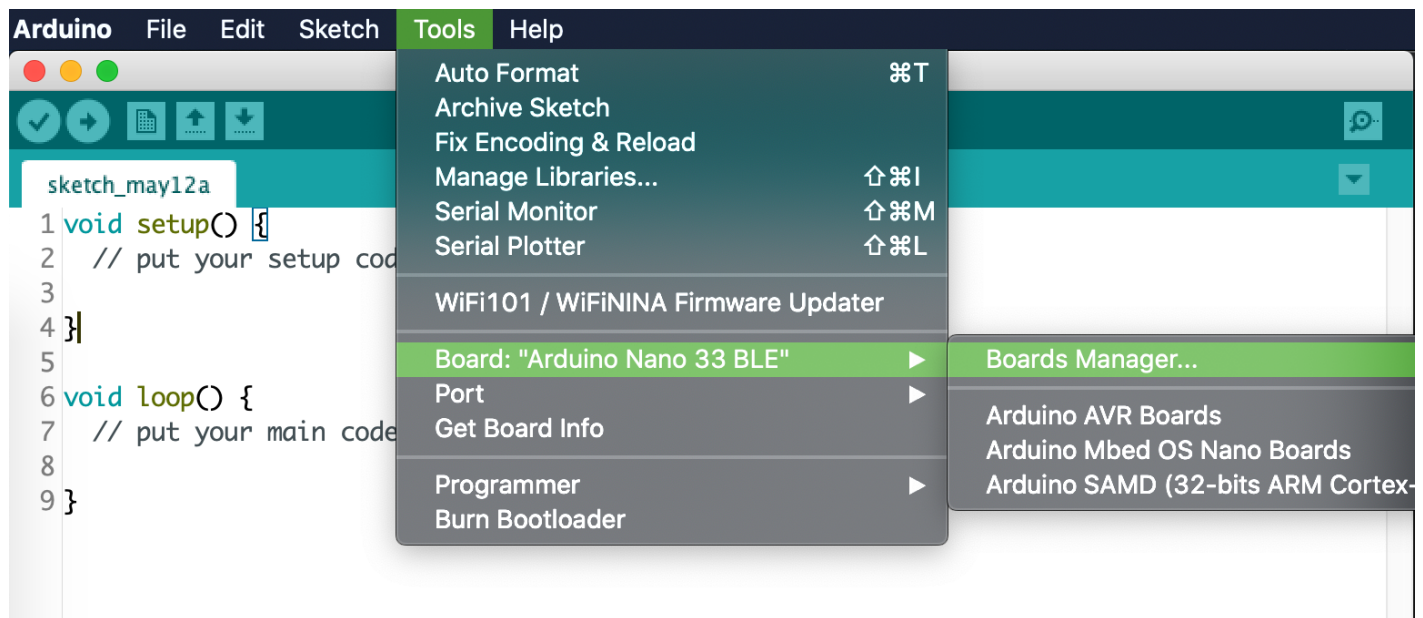 Arduino File Edit Sketch Tools Help
Auto Format ⌘T
Archive Sketch
Fix Encoding & Reload
Manage Libraries... ⇧⌘I
Serial Monitor ⇧⌘M
Serial Plotter ⇧⌘L
WiFi101 / WiFiNINA Firmware Updater
Board: "Arduino Nano 33 BLE"
Port
Get Board Info
Programmer
Burn Bootloader
Boards Manager...
Arduino AVR Boards
Arduino Mbed OS Nano Boards
Arduino SAMD (32-bits ARM Cortex-
sketch_may12a
1 void setup() {
2 // put your setup cod
3
4 }
5
6 void loop() {
7 // put your main code
8
9 }